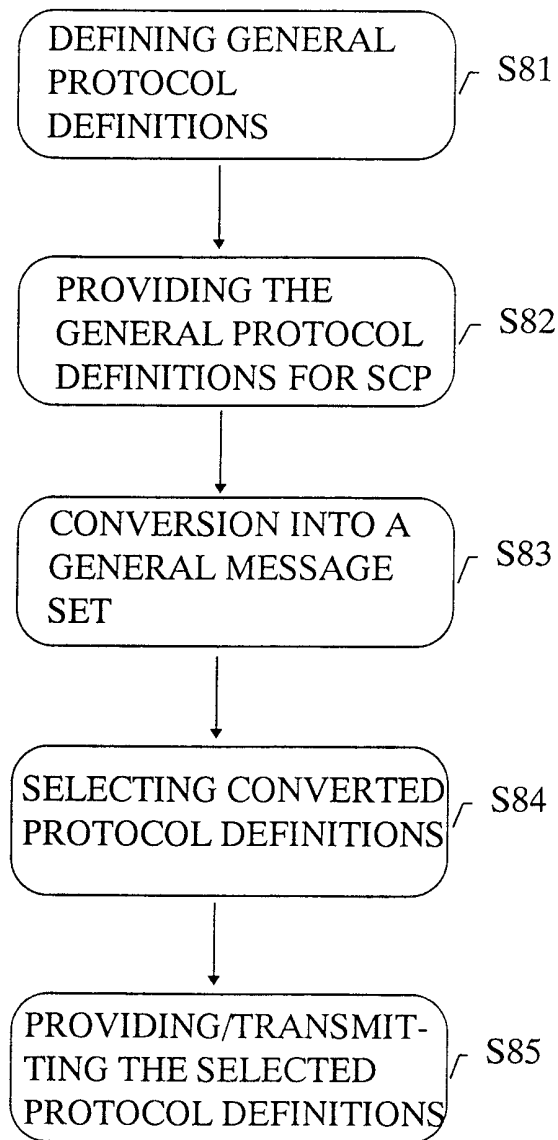 DEFINING GENERAL
PROTOCOL
DEFINITIONS
S81
PROVIDING THE
GENERAL PROTOCOL
DEFINITIONS FOR SCP
S82
CONVERSION INTO A
GENERAL MESSAGE
SET
S83
SELECTING CONVERTED
PROTOCOL DEFINITIONS
S84
PROVIDING/TRANSMIT-
TING THE SELECTED
PROTOCOL DEFINITIONS
S85